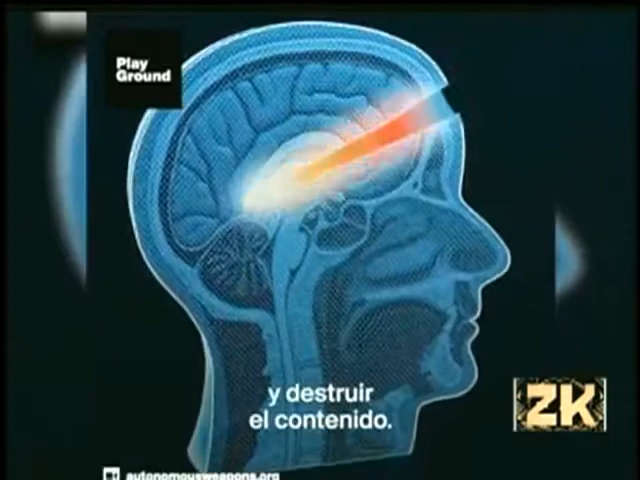 Play
Ground
y destruir
el contenido.
ZK
autonomousweapons.org